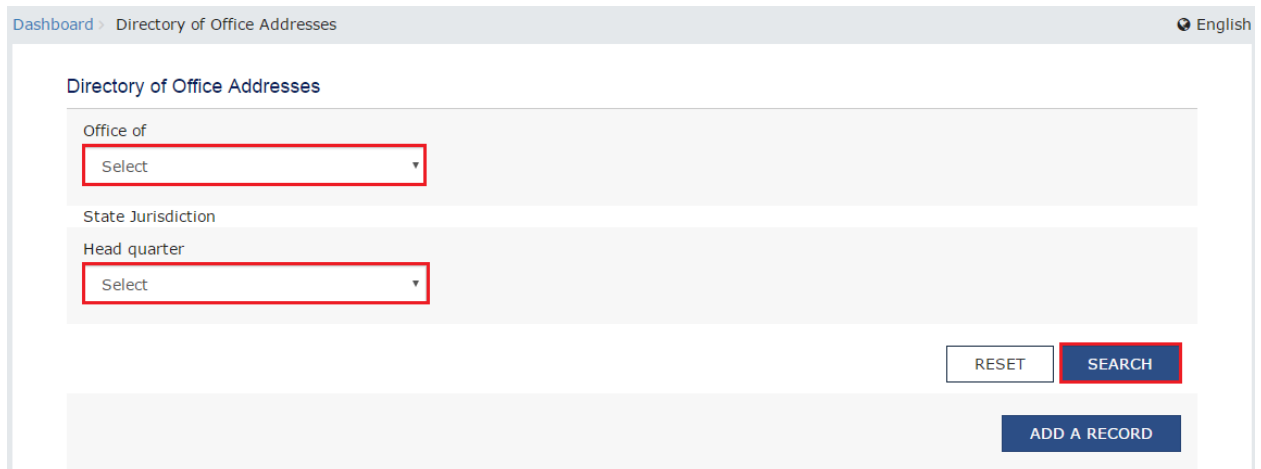 Dashboard > Directory of Office Addresses English
Directory of Office Addresses
Office of
Select
State Jurisdiction
Head quarter
Select
RESET SEARCH
ADD A RECORD